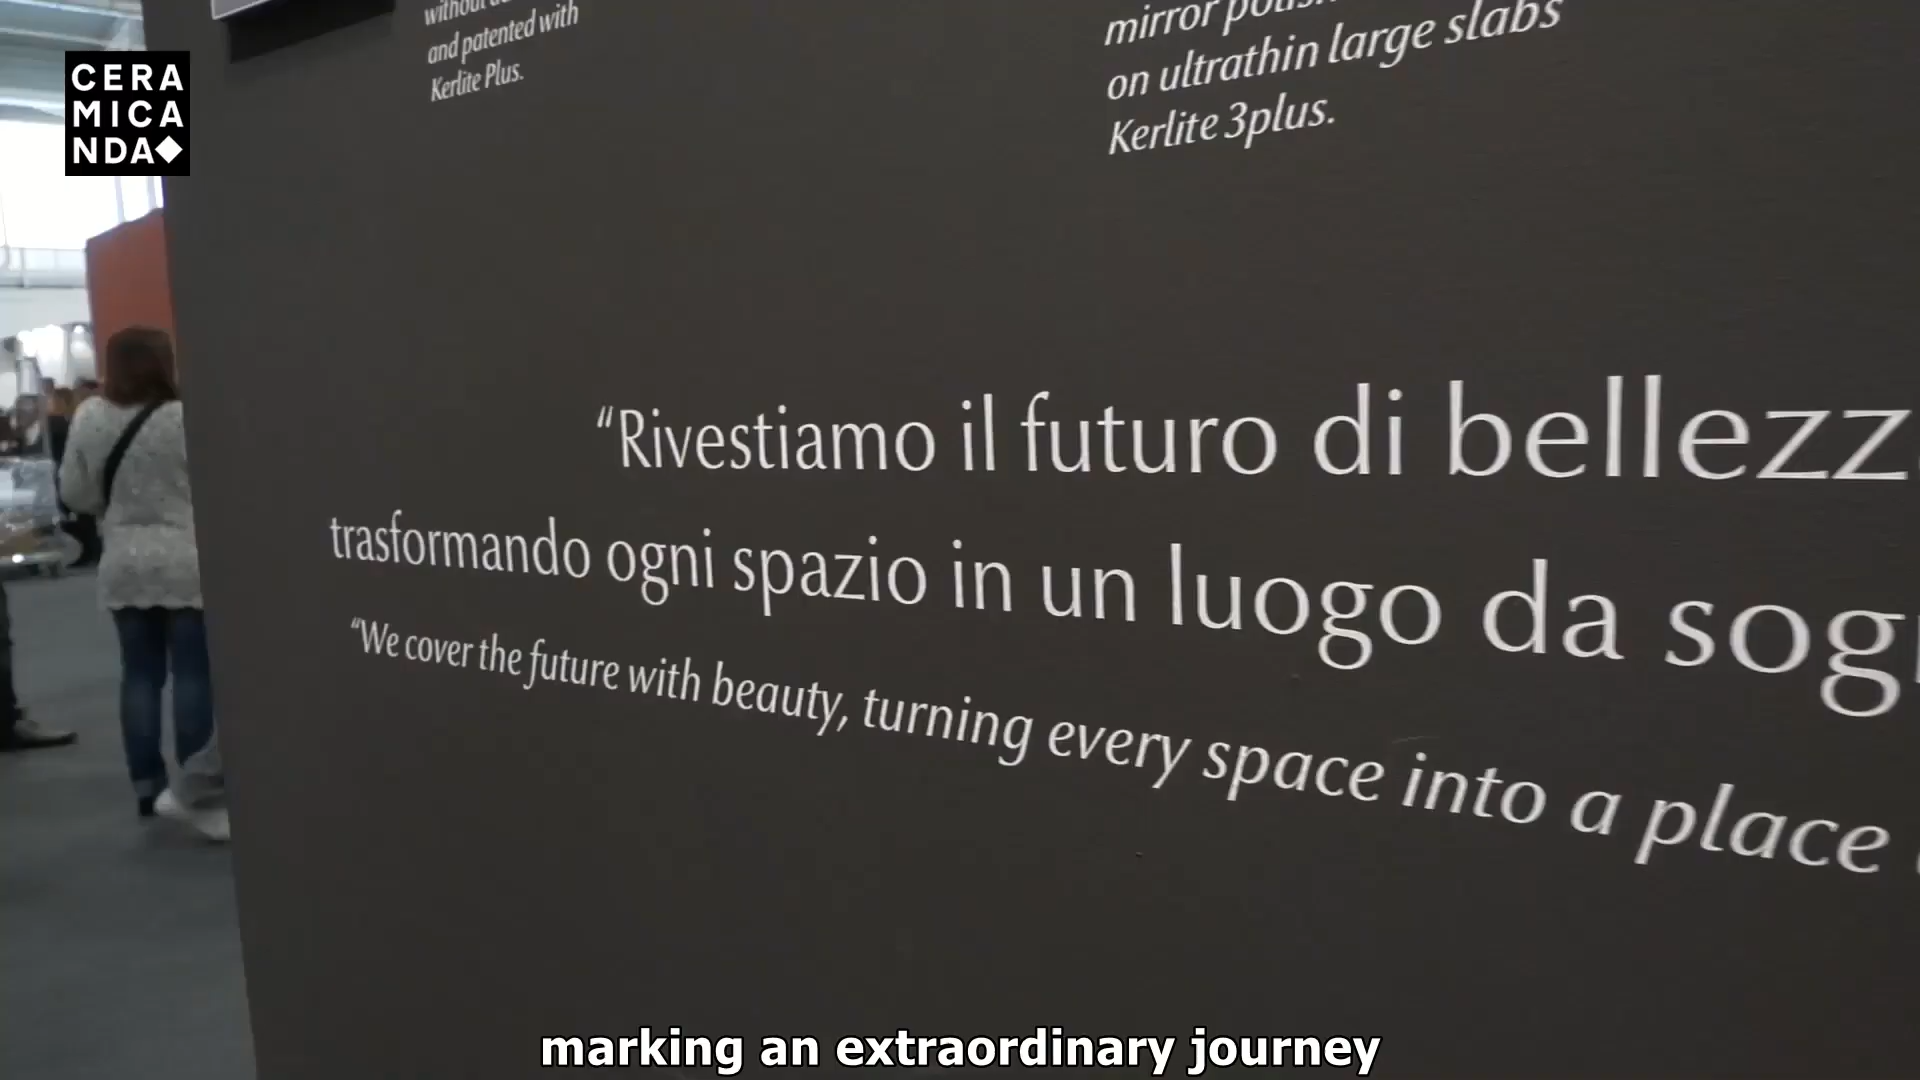 CERA
MICA
NDA
without
and patented with
Kerlite Plus.
mirror
on ultrathin large slabs
Kerlite 3plus.
“Rivestiamo il futuro di
trasformando ogni spazio in un luogo da
“We cover the future with beauty, turning every space into a place
marking an extraordinary journey